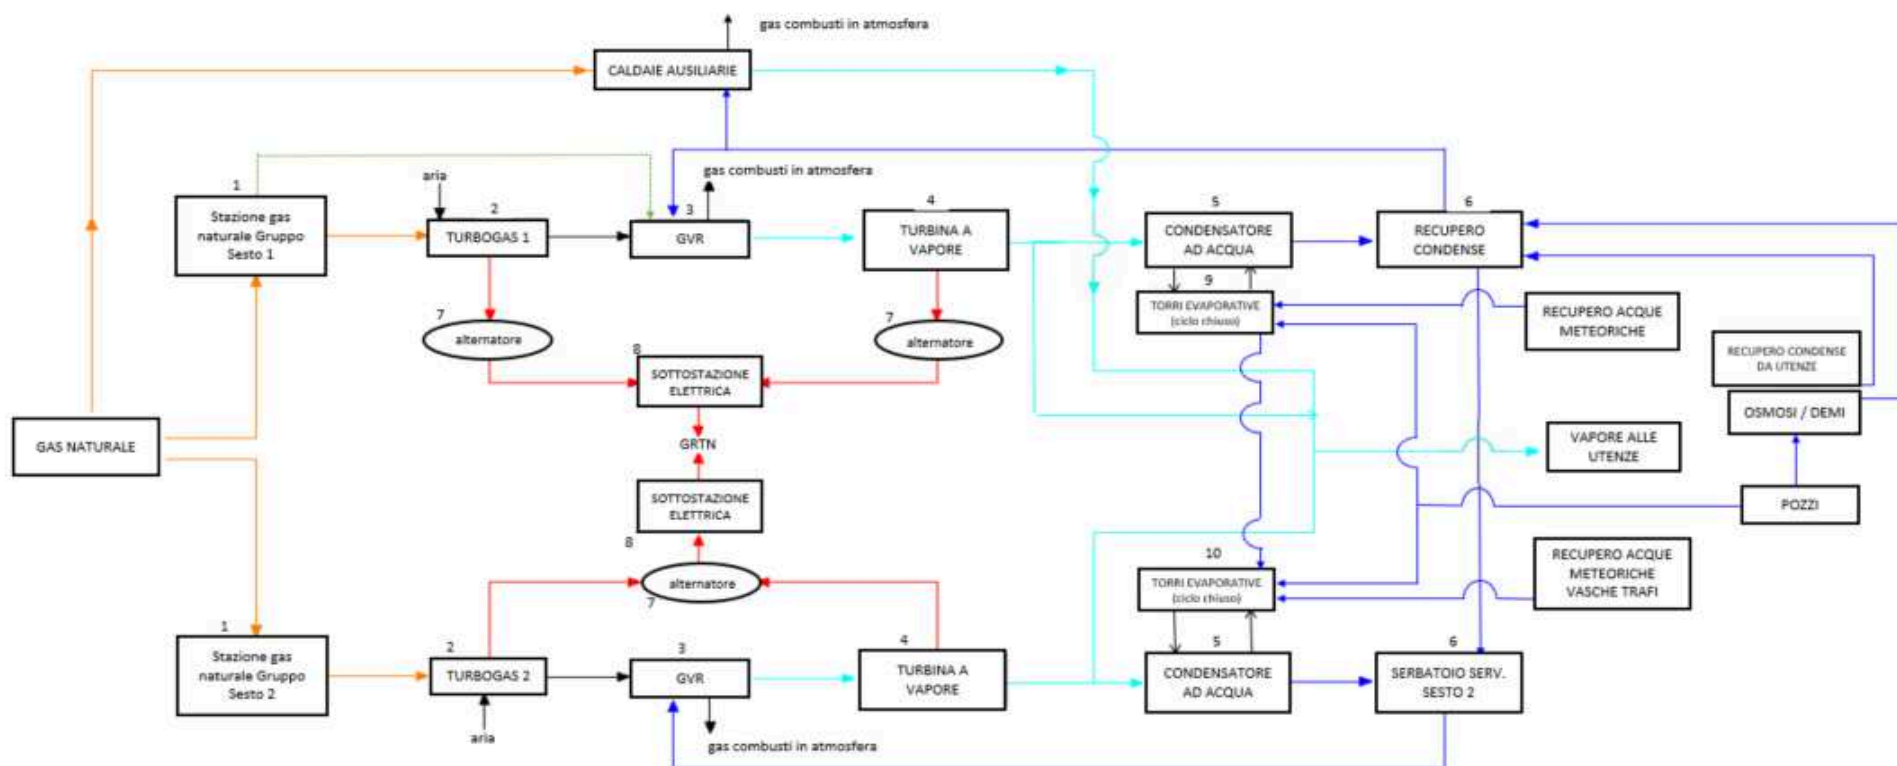 gas combusti in atmosfera
CALDAIE AUSILIARIE
gas combusti in atmosfera
aria
1
Stazione gas
naturale Gruppo
Sesto 1
2
TURBOGAS 1
3
GVR
4
TURBINA A
VAPORE
5
CONDENSATORE
AD ACQUA
6
RECUPERO
CONDENSE
9
TORRI EVAPORATIVE
(ciclo chiuso)
RECUPERO ACQUE
METEORICHE
7
alternatore
7
alternatore
8
SOTTOSTAZIONE
ELETTRICA
RECUPERO CONDENSE
DA UTENZE
OSMOSI / DEMI
GAS NATURALE
GRTN
VAPORE ALLE
UTENZE
SOTTOSTAZIONE
ELETTRICA
8
POZZI
alternatore
7
10
TORRI EVAPORATIVE
(ciclo chiuso)
RECUPERO ACQUE
METEORICHE
VASCHE TRAFI
1
Stazione gas
naturale Gruppo
Sesto 2
2
TURBOGAS 2
3
GVR
4
TURBINA A
VAPORE
5
CONDENSATORE
AD ACQUA
6
SERBATOIO SERV.
SESTO 2
aria
gas combusti in atmosfera